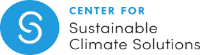 S
CENTER FOR
Sustainable
Climate Solutions